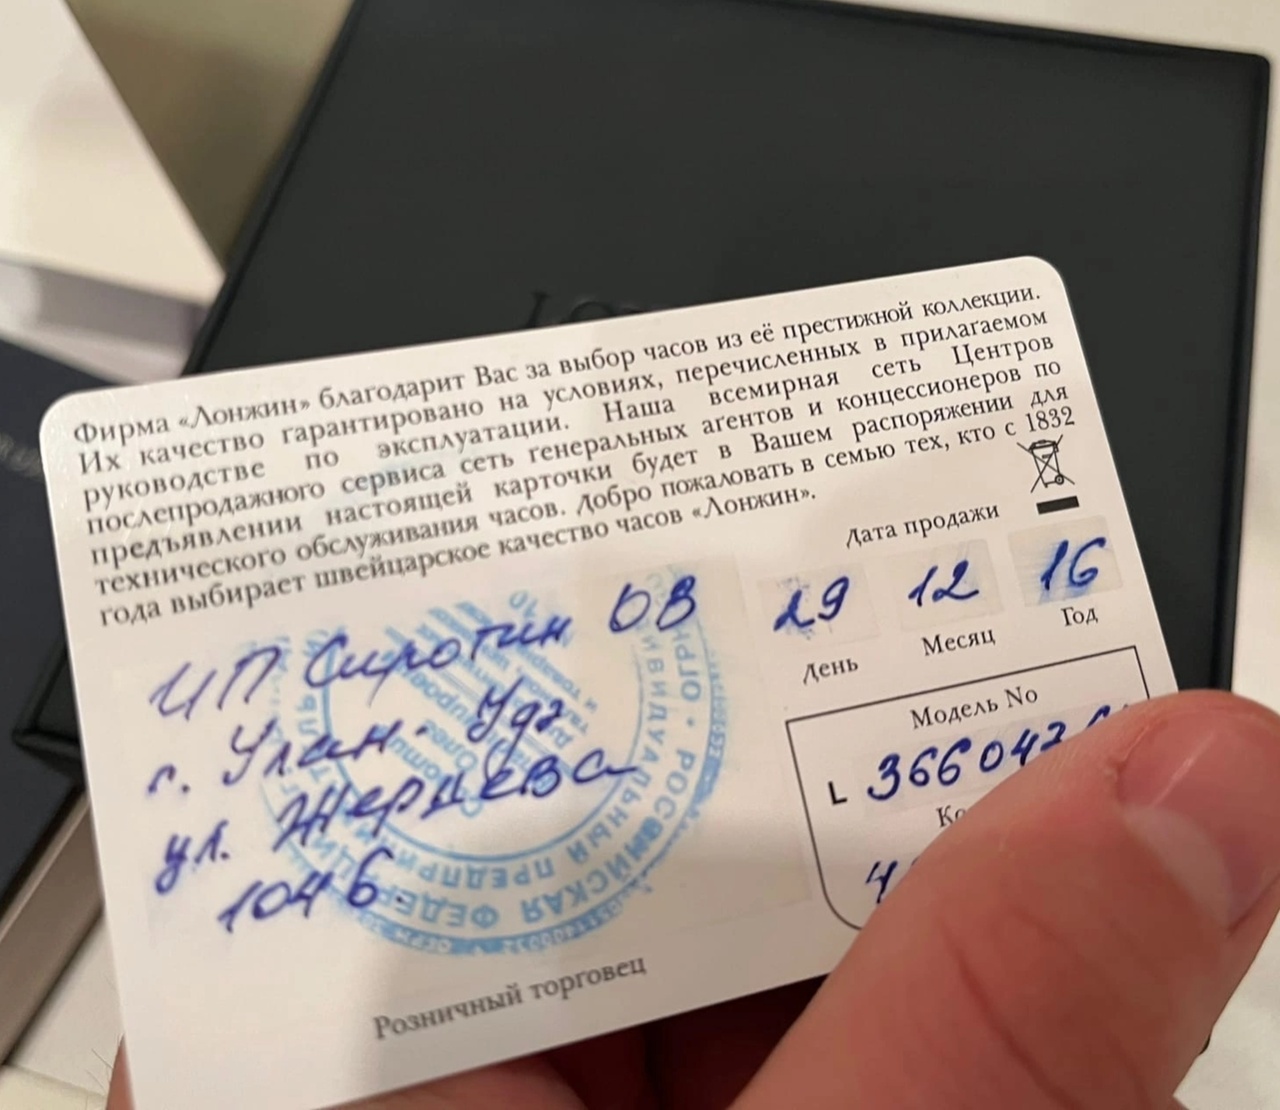 Фирма «Лонжин» благодарит Вас за выбор часов из её престижной коллекции.
Их качество гарантировано на условиях, перечисленных в прилагаемом
руководстве по эксплуатации. Наша всемирная сеть Центров
послепродажного сервиса сеть генеральных агентов и концессионеров по
предъявлении настоящей карточки будет в Вашем распоряжении для
технического обслуживания часов. Добро пожаловать в семью тех, кто с 1832
года выбирает швейцарское качество часов «Лонжин».
Дата продажи
29 12 16
День Месяц Год
ИП Сиротин ОВ
г. Улан-Удэ
ул. Жердева
104б.
Модель No
L 366042
Розничный торговец